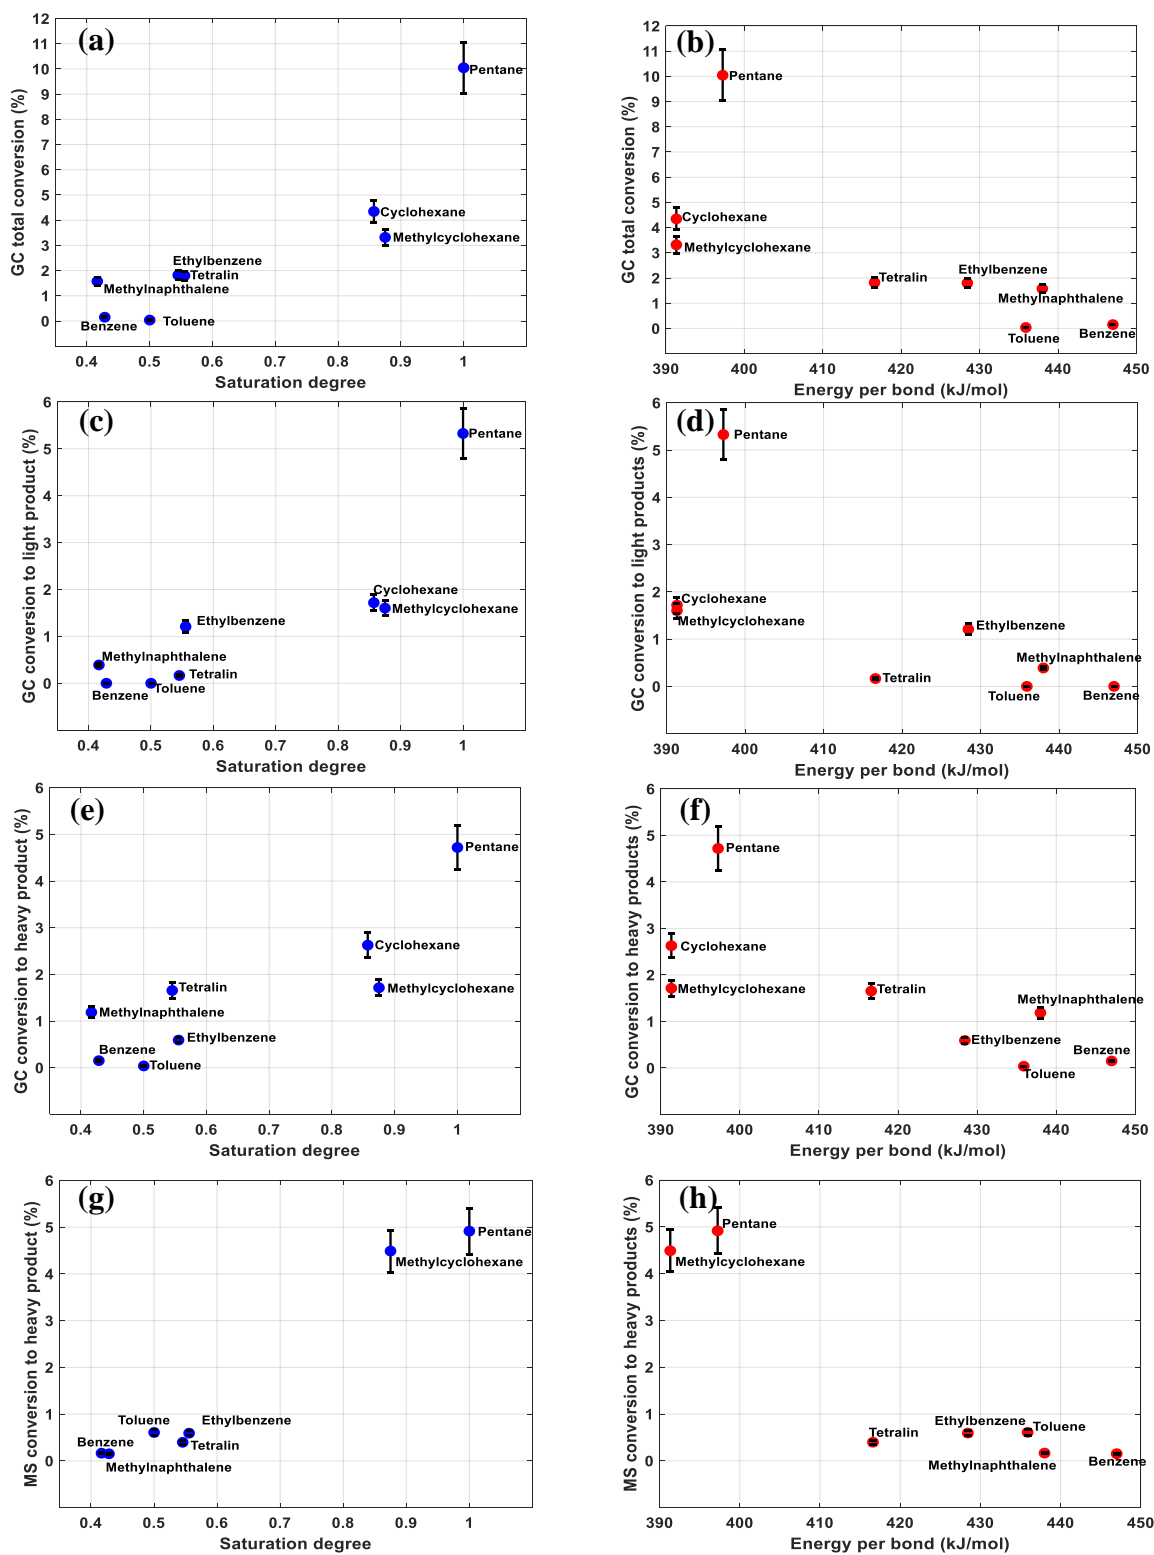 (a)
GC total conversion (%)
12
11
10
9
8
7
6
5
4
3
2
1
0
Pentane
Cyclohexane
Methylcyclohexane
Ethylbenzene
Tetralin
Methylnaphthalene
Benzene
Toluene
0.4 0.5 0.6 0.7 0.8 0.9 1
Saturation degree
(b)
GC total conversion (%)
12
11
10
9
8
7
6
5
4
3
2
1
0
Pentane
Cyclohexane
Methylcyclohexane
Tetralin
Ethylbenzene
Methylnaphthalene
Toluene
Benzene
390 400 410 420 430 440 450
Energy per bond (kJ/mol)
(c)
GC conversion to light product (%)
6
5
4
3
2
1
0
Pentane
Cyclohexane
Methylcyclohexane
Ethylbenzene
Methylnaphthalene
Tetralin
Benzene
Toluene
0.4 0.5 0.6 0.7 0.8 0.9 1
Saturation degree
(d)
GC conversion to light products (%)
6
5
4
3
2
1
0
Pentane
Cyclohexane
Methylcyclohexane
Ethylbenzene
Methylnaphthalene
Tetralin
Toluene
Benzene
390 400 410 420 430 440 450
Energy per bond (kJ/mol)
(e)
GC conversion to heavy products (%)
6
5
4
3
2
1
0
Pentane
Cyclohexane
Methylcyclohexane
Tetralin
Methylnaphthalene
Ethylbenzene
Benzene
Toluene
0.4 0.5 0.6 0.7 0.8 0.9 1
Saturation degree
(f)
GC conversion to heavy products (%)
6
5
4
3
2
1
0
Pentane
Cyclohexane
Methylcyclohexane
Tetralin
Methylnaphthalene
Ethylbenzene
Benzene
Toluene
390 400 410 420 430 440 450
Energy per bond (kJ/mol)
(g)
MS conversion to heavy product (%)
6
5
4
3
2
1
0
Pentane
Methylcyclohexane
Toluene
Ethylbenzene
Benzene
Tetralin
Methylnaphthalene
0.4 0.5 0.6 0.7 0.8 0.9 1
Saturation degree
(h)
MS conversion to heavy products (%)
6
5
4
3
2
1
0
Pentane
Methylcyclohexane
Ethylbenzene
Toluene
Tetralin
Methylnaphthalene
Benzene
390 400 410 420 430 440 450
Energy per bond (kJ/mol)